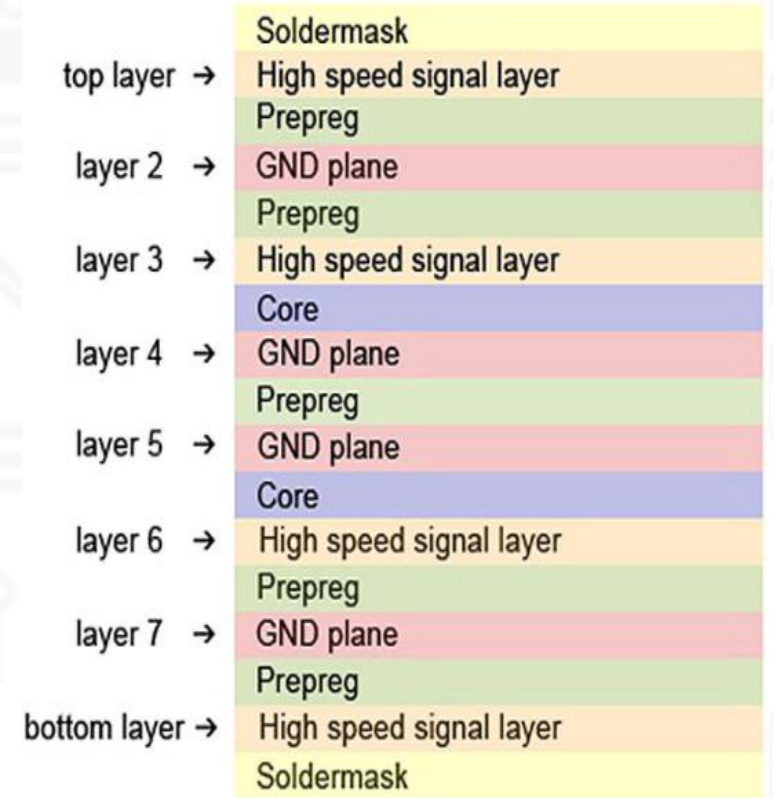 Soldermask
top layer → High speed signal layer
Prepreg
layer 2 → GND plane
Prepreg
layer 3 → High speed signal layer
Core
layer 4 → GND plane
Prepreg
layer 5 → GND plane
Core
layer 6 → High speed signal layer
Prepreg
layer 7 → GND plane
Prepreg
bottom layer → High speed signal layer
Soldermask